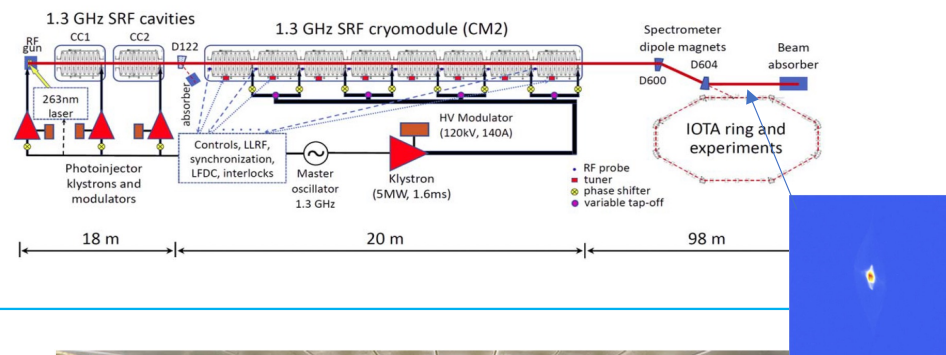 1.3 GHz SRF cavities
1.3 GHz SRF cryomodule (CM2)
RF
gun
CC1
CC2
D122
absorber
263nm
laser
Photoinjector
klystrons and
modulators
Controls, LLRF,
synchronization,
LFDC, interlocks
Master
oscillator
1.3 GHz
HV Modulator
(120kV, 140A)
Klystron
(5MW, 1.6ms)
RF probe
tuner
phase shifter
variable tap-off
Spectrometer
dipole magnets
D600
D604
Beam
absorber
IOTA ring and
experiments
18 m
20 m
98 m